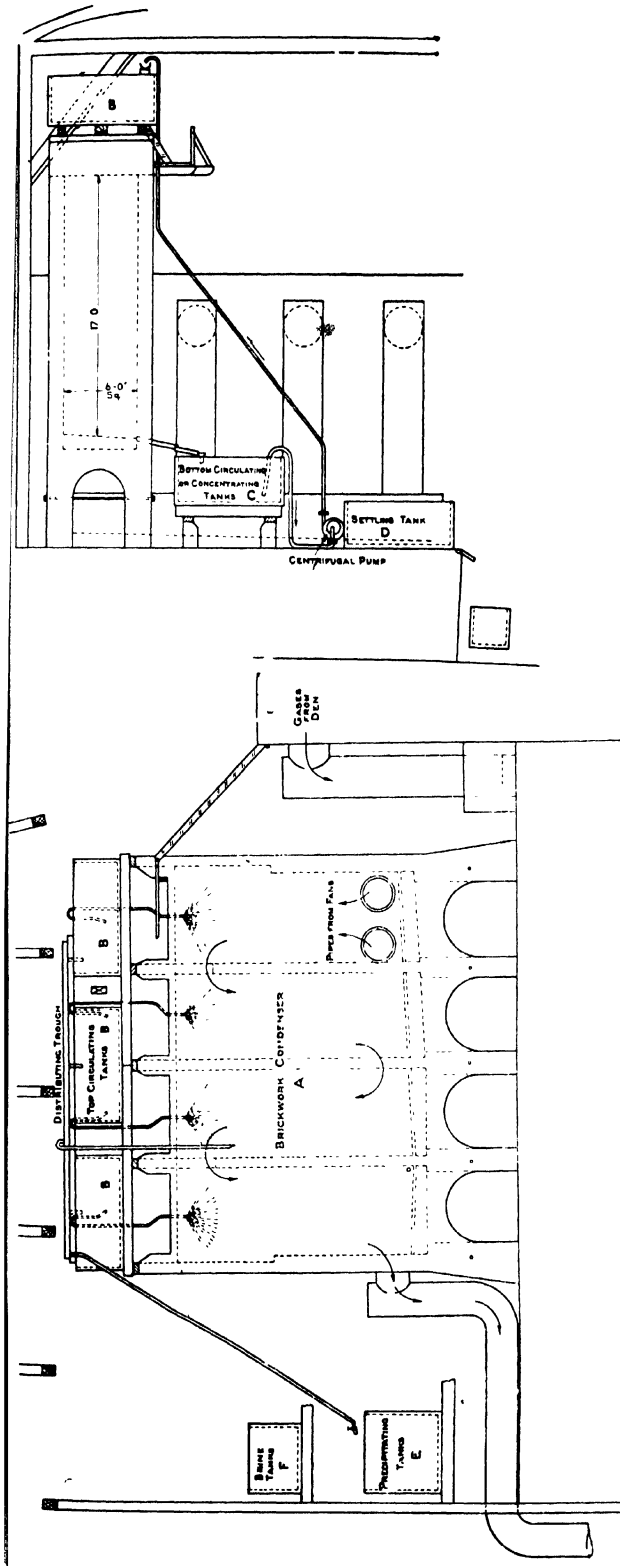 B
17 0
6-0"
Sq
BOTTOM CIRCULATING
OR CONCENTRATING
TANKS C
SETTLING TANK
D
CENTRIFUGAL PUMP
GASES
FROM
DEN
DISTRIBUTING TROUGH
B
TOP CIRCULATING
TANKS B
B
PIPES FROM FANS
BRICKWORK CONDENSER
A
BRINE
TANKS
F
PRECIPITATING
TANKS
E